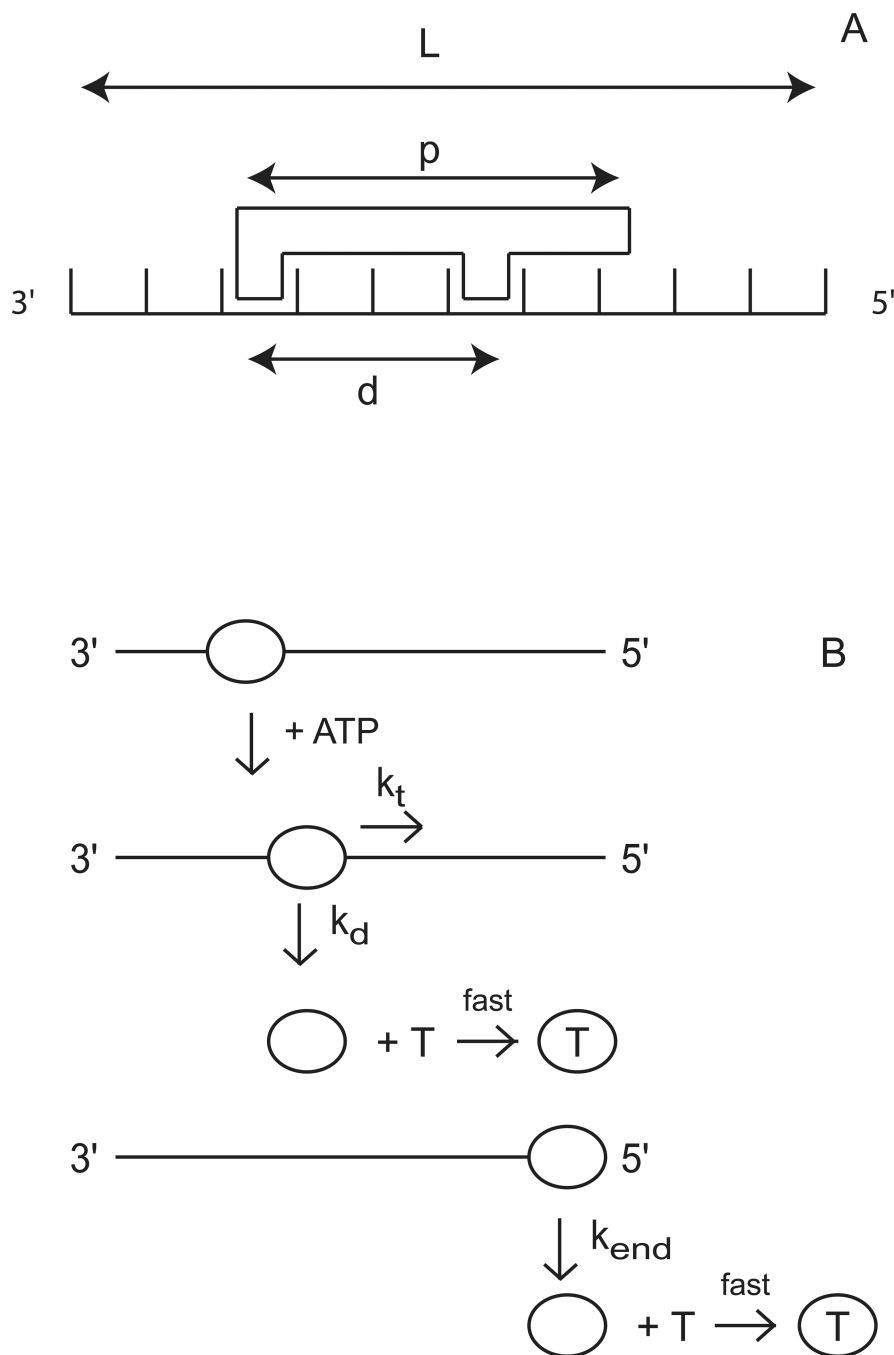 A
L
p
3' 5'
d
3' 5' B
+ ATP
k_t
3' 5'
k_d
+ T fast T
3' 5'
k_end
+ T fast T